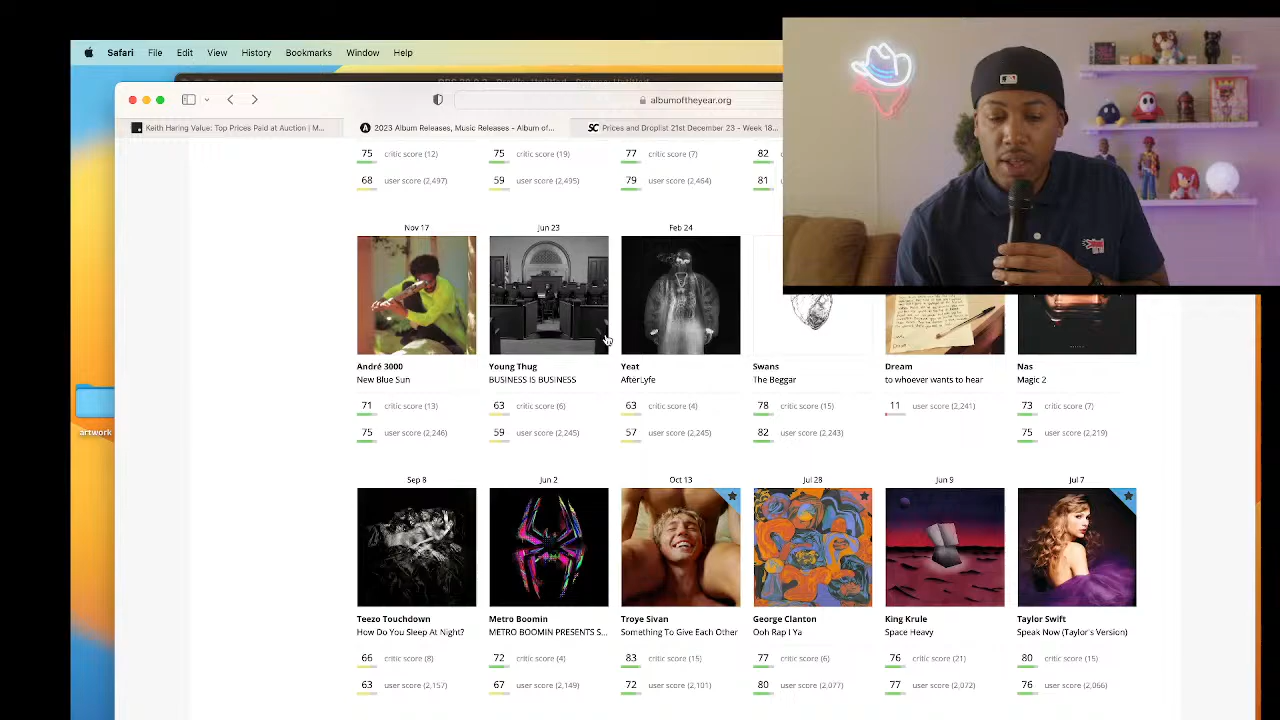 Safari File Edit View History Bookmarks Window Help
albumoftheyear.org
Keith Haring Value: Top Prices Paid at Auction | M...
A 2023 Album Releases, Music Releases - Album of...
SC Prices and Droplist 21st December 23 - Week 18...
75 critic score (12)
75 critic score (19)
77 critic score (7)
82
68 user score (2,497)
59 user score (2,495)
79 user score (2,464)
81
Nov 17
Jun 23
Feb 24
André 3000
Young Thug
Yeat
Swans
Dream
Nas
New Blue Sun
BUSINESS IS BUSINESS
AfterLyfe
The Beggar
to whoever wants to hear
Magic 2
71 critic score (13)
63 critic score (6)
63 critic score (4)
78 critic score (15)
11 user score (2,241)
73 critic score (7)
75 user score (2,246)
59 user score (2,245)
57 user score (2,245)
82 user score (2,243)
75 user score (2,219)
artwork
Sep 8
Jun 2
Oct 13
Jul 28
Jun 9
Jul 7
Teezo Touchdown
Metro Boomin
Troye Sivan
George Clanton
King Krule
Taylor Swift
How Do You Sleep At Night?
METRO BOOMIN PRESENTS S...
Something To Give Each Other
Ooh Rap I Ya
Space Heavy
Speak Now (Taylor's Version)
66 critic score (8)
72 critic score (4)
83 critic score (15)
77 critic score (6)
76 critic score (21)
80 critic score (15)
63 user score (2,157)
67 user score (2,149)
72 user score (2,101)
80 user score (2,077)
77 user score (2,072)
76 user score (2,066)